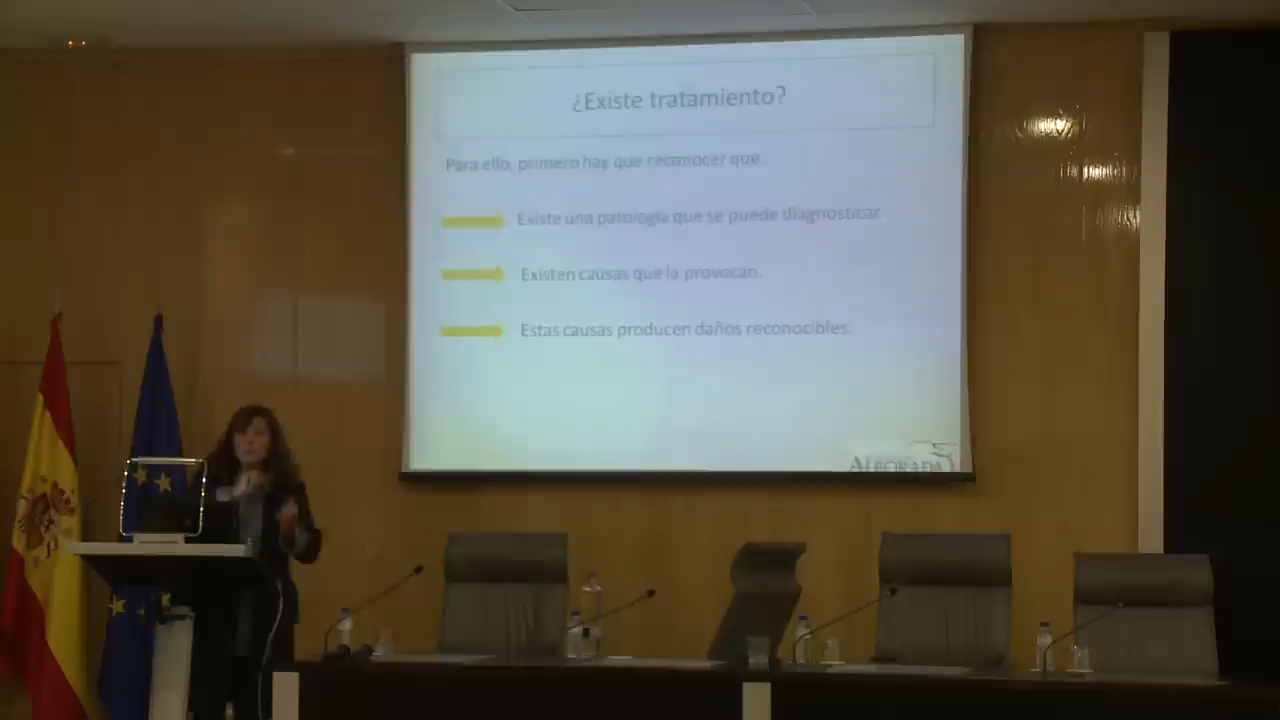 ¿Existe tratamiento?
Para ello, primero hay que reconocer que:
Existe una patología que se puede diagnosticar.
Existen causas que la provocan.
Estas causas producen daños reconocibles.
ALBORADA